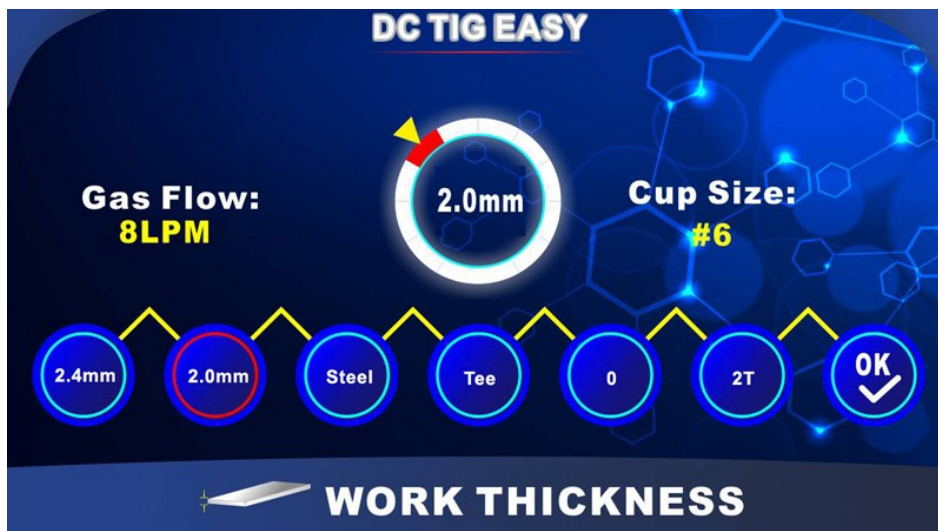 DC TIG EASY
2.0mm
Gas Flow:
8LPM
Cup Size:
#6
2.4mm
2.0mm
Steel
Tee
0
2T
OK
WORK THICKNESS